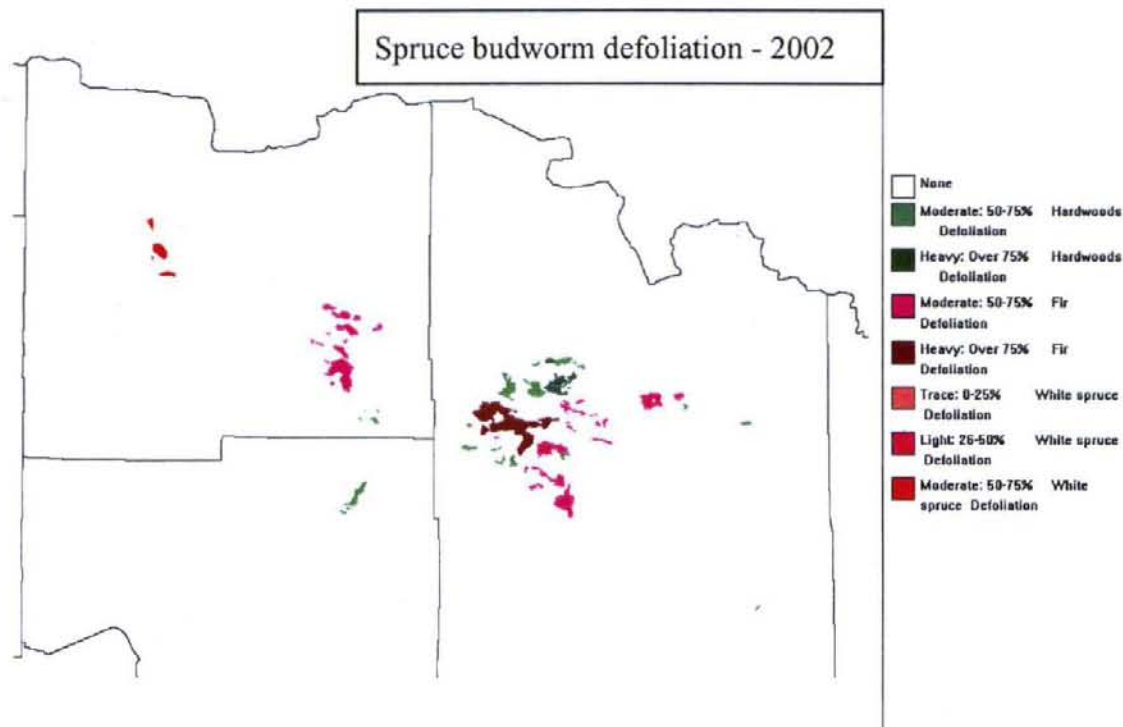 Spruce budworm defoliation - 2002
None
Moderate: 50-75% Hardwoods
Defoliation
Heavy: Over 75% Hardwoods
Defoliation
Moderate: 50-75% Fir
Defoliation
Heavy: Over 75% Fir
Defoliation
Trace: 0-25% White spruce
Defoliation
Light: 26-50% White spruce
Defoliation
Moderate: 50-75% White
spruce Defoliation